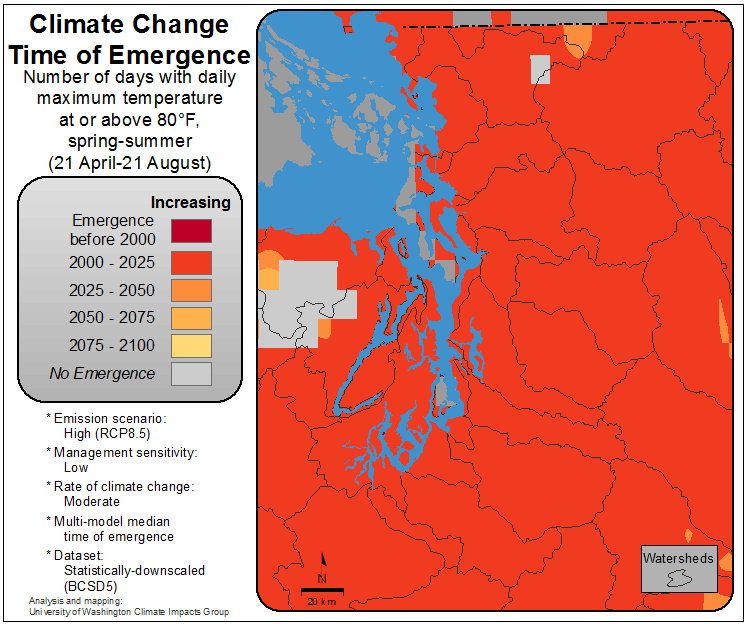 Climate Change
Time of Emergence
Number of days with daily
maximum temperature
at or above 80°F,
spring-summer
(21 April-21 August)
Increasing
Emergence
before 2000
2000 - 2025
2025 - 2050
2050 - 2075
2075 - 2100
No Emergence
* Emission scenario:
High (RCP8.5)
* Management sensitivity:
Low
* Rate of climate change:
Moderate
* Multi-model median
time of emergence
* Dataset:
Statistically-downscaled
(BCSD5)
Analysis and mapping:
University of Washington Climate Impacts Group
N
20 km
Watersheds